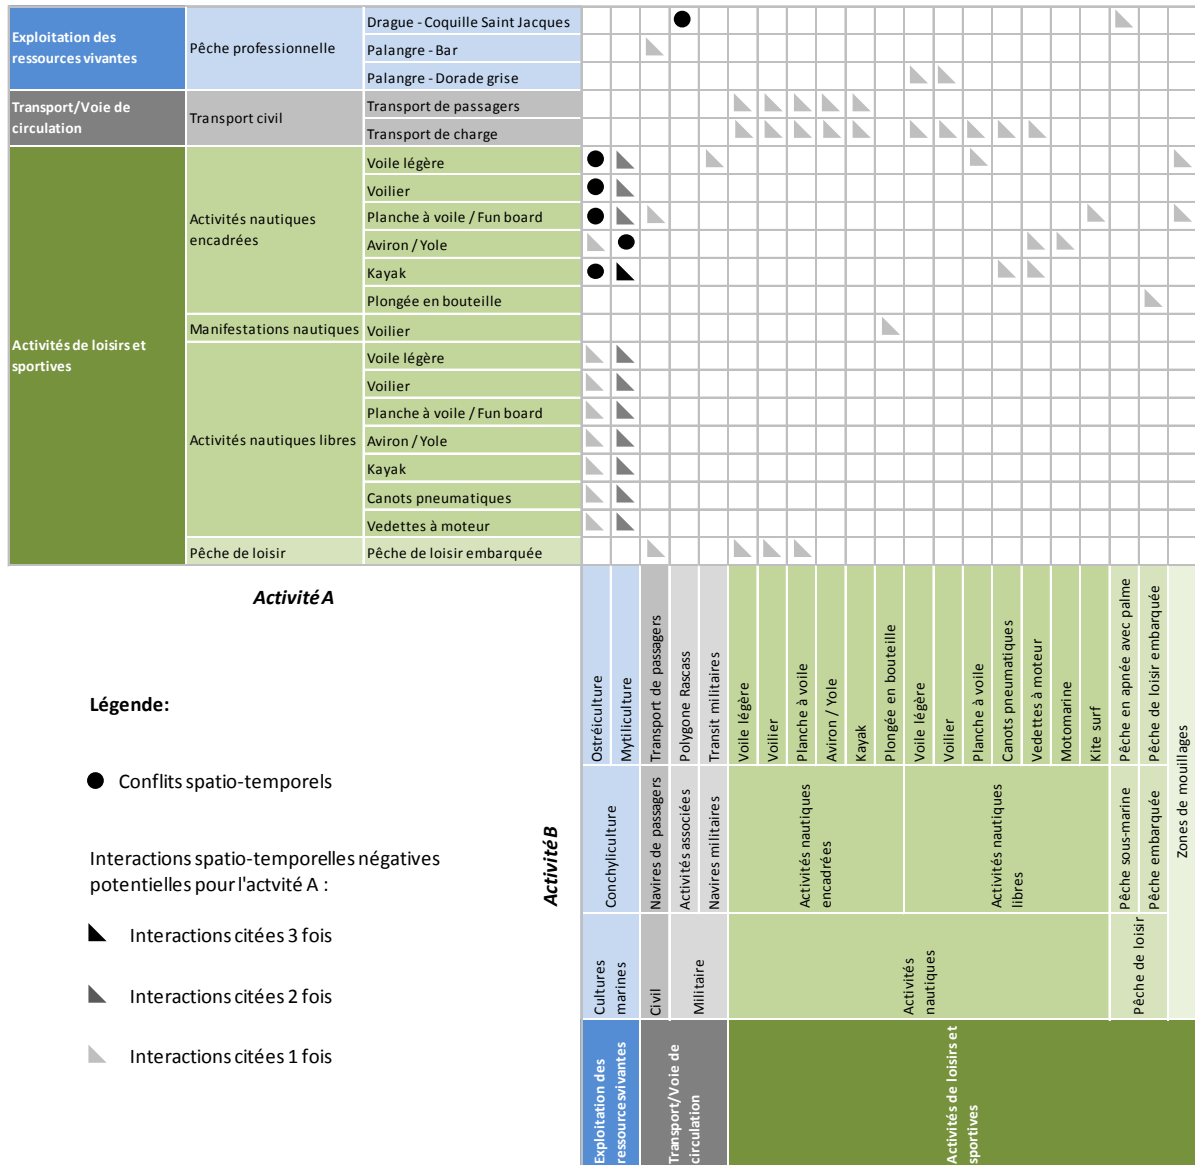 Exploitation des
ressources vivantes
Pêche professionnelle
Drague - Coquille Saint Jacques
Palangre - Bar
Palangre - Dorade grise
Transport/Voie de
circulation
Transport civil
Transport de passagers
Transport de charge
Activités de loisirs et
sportives
Activités nautiques
encadrées
Voile légère
Voilier
Planche à voile / Fun board
Aviron / Yole
Kayak
Plongée en bouteille
Manifestations nautiques
Voilier
Activités nautiques libres
Voile légère
Voilier
Planche à voile / Fun board
Aviron / Yole
Kayak
Canots pneumatiques
Vedettes à moteur
Pêche de loisir
Pêche de loisir embarquée
Activité A
Légende:
Conflits spatio-temporels
Interactions spatio-temporelles négatives
potentielles pour l'actvité A :
Interactions citées 3 fois
Interactions citées 2 fois
Interactions citées 1 fois
Activité B
Ostréiculture
Mytiliculture
Transport de passagers
Polygone Rascass
Transit militaires
Voile légère
Voilier
Planche à voile
Aviron / Yole
Kayak
Plongée en bouteille
Voile légère
Voilier
Planche à voile
Canots pneumatiques
Vedettes à moteur
Motomarine
Kite surf
Pêche en apnée avec palme
Pêche de loisir embarquée
Zones de mouillages
Conchyliculture
Navires de passagers
Activités associées
Navires militaires
Activités nautiques
encadrées
Activités nautiques
libres
Pêche sous-marine
Pêche embarquée
Cultures
marines
Civil
Militaire
Activités
nautiques
Pêche de loisir
Exploitation des
ressourcesvivantes
Transport/Voie de
circulation
Activités de loisirs et
sportives